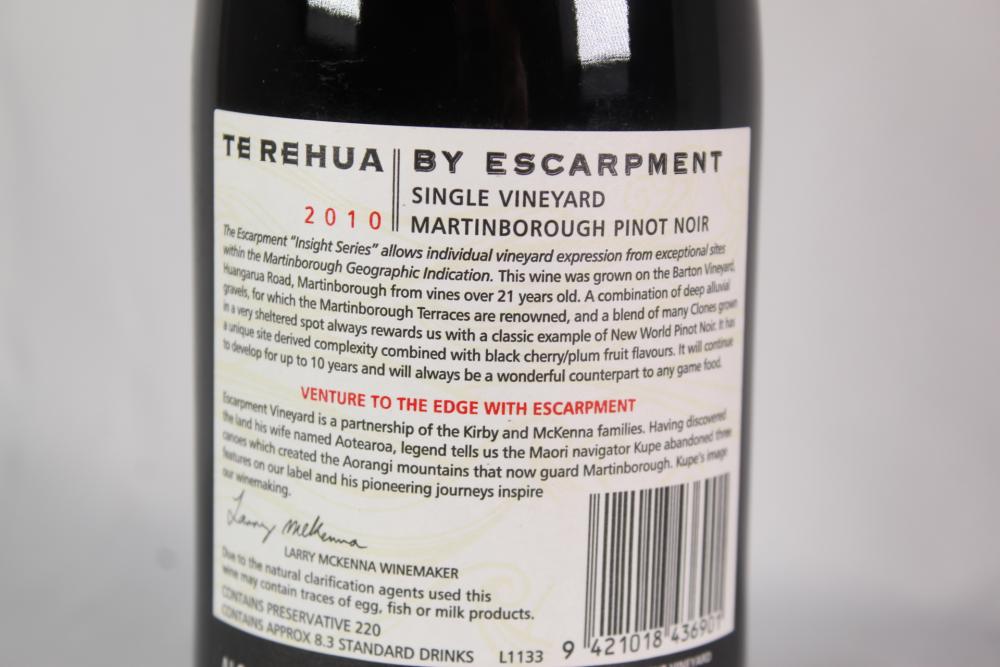 TE REHUA BY ESCARPMENT
2010 SINGLE VINEYARD
MARTINBOROUGH PINOT NOIR
The Escarpment "Insight Series" allows individual vineyard expression from exceptional sites
within the Martinborough Geographic Indication. This wine was grown on the Barton Vineyard,
Huangarua Road, Martinborough from vines over 21 years old. A combination of deep alluvial
gravels, for which the Martinborough Terraces are renowned, and a blend of many Clones grown
in a very sheltered spot always rewards us with a classic example of New World Pinot Noir. It has
a unique site derived complexity combined with black cherry/plum fruit flavours. It will continue
to develop for up to 10 years and will always be a wonderful counterpart to any game food.
VENTURE TO THE EDGE WITH ESCARPMENT
Escarpment Vineyard is a partnership of the Kirby and McKenna families. Having discovered
the land his wife named Aotearoa, legend tells us the Maori navigator Kupe abandoned three
canoes which created the Aorangi mountains that now guard Martinborough. Kupe's image
features on our label and his pioneering journeys inspire
our winemaking.
Larry McKenna
LARRY MCKENNA WINEMAKER
Due to the natural clarification agents used this
wine may contain traces of egg, fish or milk products.
CONTAINS PRESERVATIVE 220
CONTAINS APPROX 8.3 STANDARD DRINKS L1133
9 421018 436901
VINEYARD